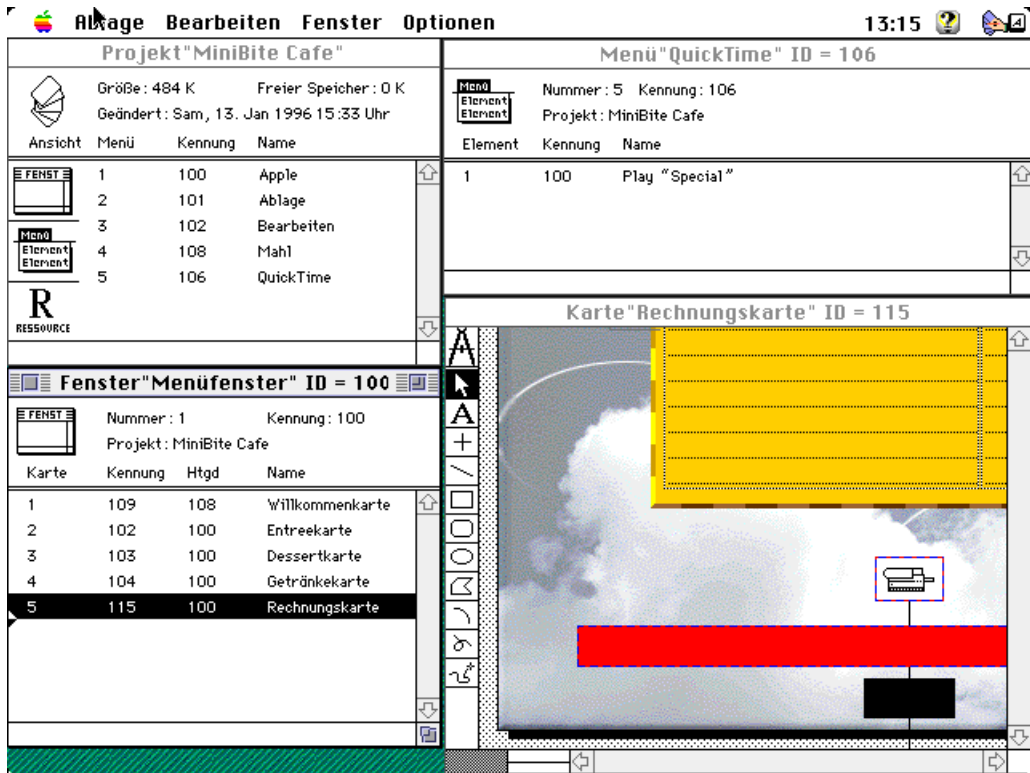 Ablage Bearbeiten Fenster Optionen 13:15
Projekt"MiniBite Cafe"
Größe: 484 K Freier Speicher: 0 K
Geändert: Sam, 13. Jan 1996 15:33 Uhr
Ansicht Menü Kennung Name
FENST
1 100 Apple
2 101 Ablage
3 102 Bearbeiten
Menü
Element
Element
4 108 Mahl
5 106 QuickTime
R
RESSOURCE
Menü"QuickTime" ID = 106
Menü
Element
Element
Nummer: 5 Kennung: 106
Projekt: MiniBite Cafe
Element Kennung Name
1 100 Play “Special”
Fenster"Menüfenster" ID = 100
FENST
Nummer: 1 Kennung: 100
Projekt: MiniBite Cafe
Karte Kennung Htgd Name
1 109 108 Willkommenkarte
2 102 100 Entreekarte
3 103 100 Dessertkarte
4 104 100 Getränkekarte
5 115 100 Rechnungskarte
Karte"Rechnungskarte" ID = 115
A
A